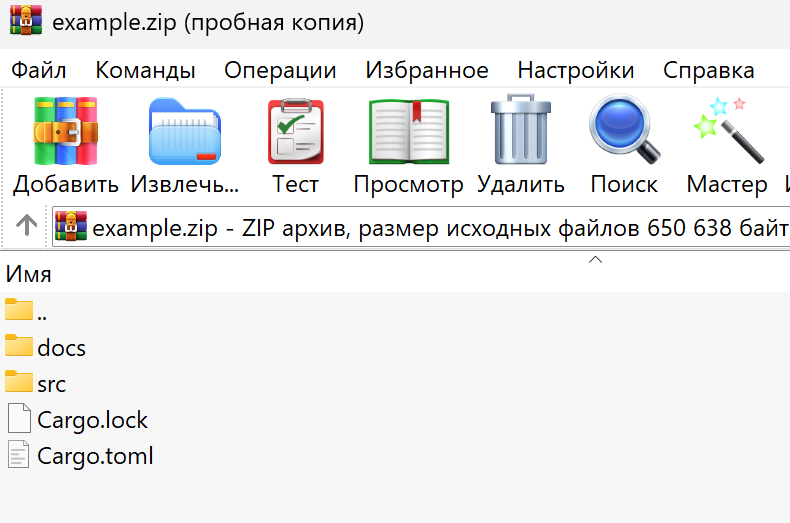 example.zip (пробная копия)
Файл Команды Операции Избранное Настройки Справка
Добавить Извлечь... Тест Просмотр Удалить Поиск Мастер
example.zip - ZIP архив, размер исходных файлов 650 638 байт
Имя
..
docs
src
Cargo.lock
Cargo.toml